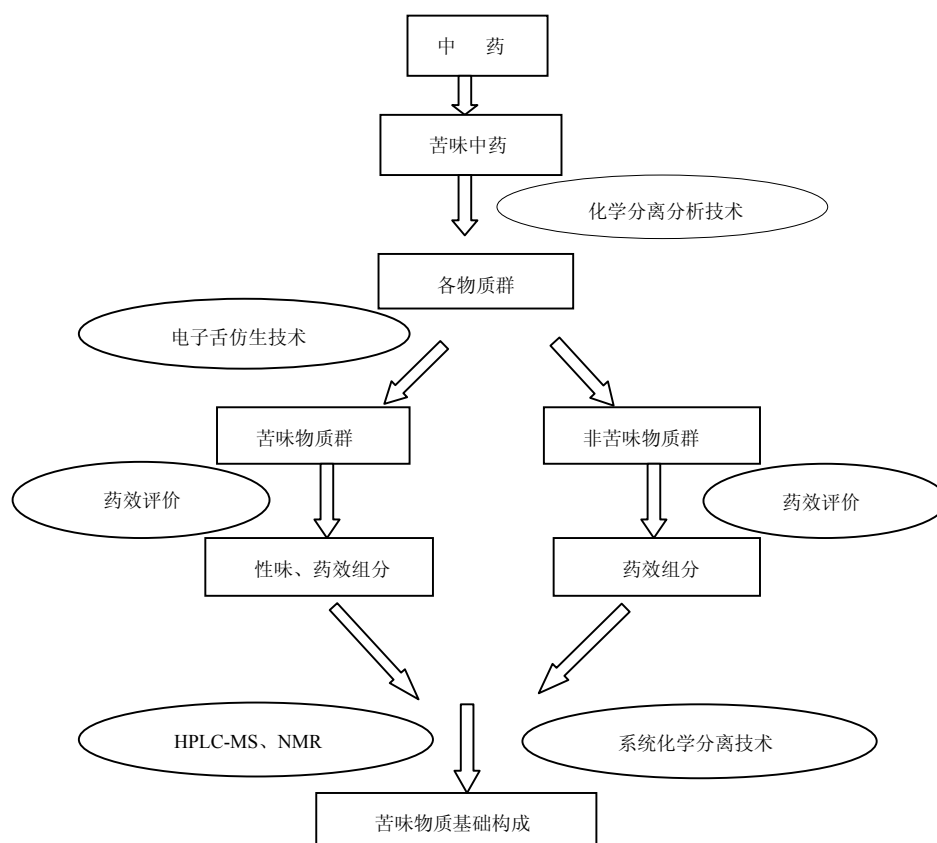 中 药
苦味中药
化学分离分析技术
各物质群
电子舌仿生技术
苦味物质群
非苦味物质群
药效评价
药效评价
性味、药效组分
药效组分
HPLC-MS、NMR
系统化学分离技术
苦味物质基础构成